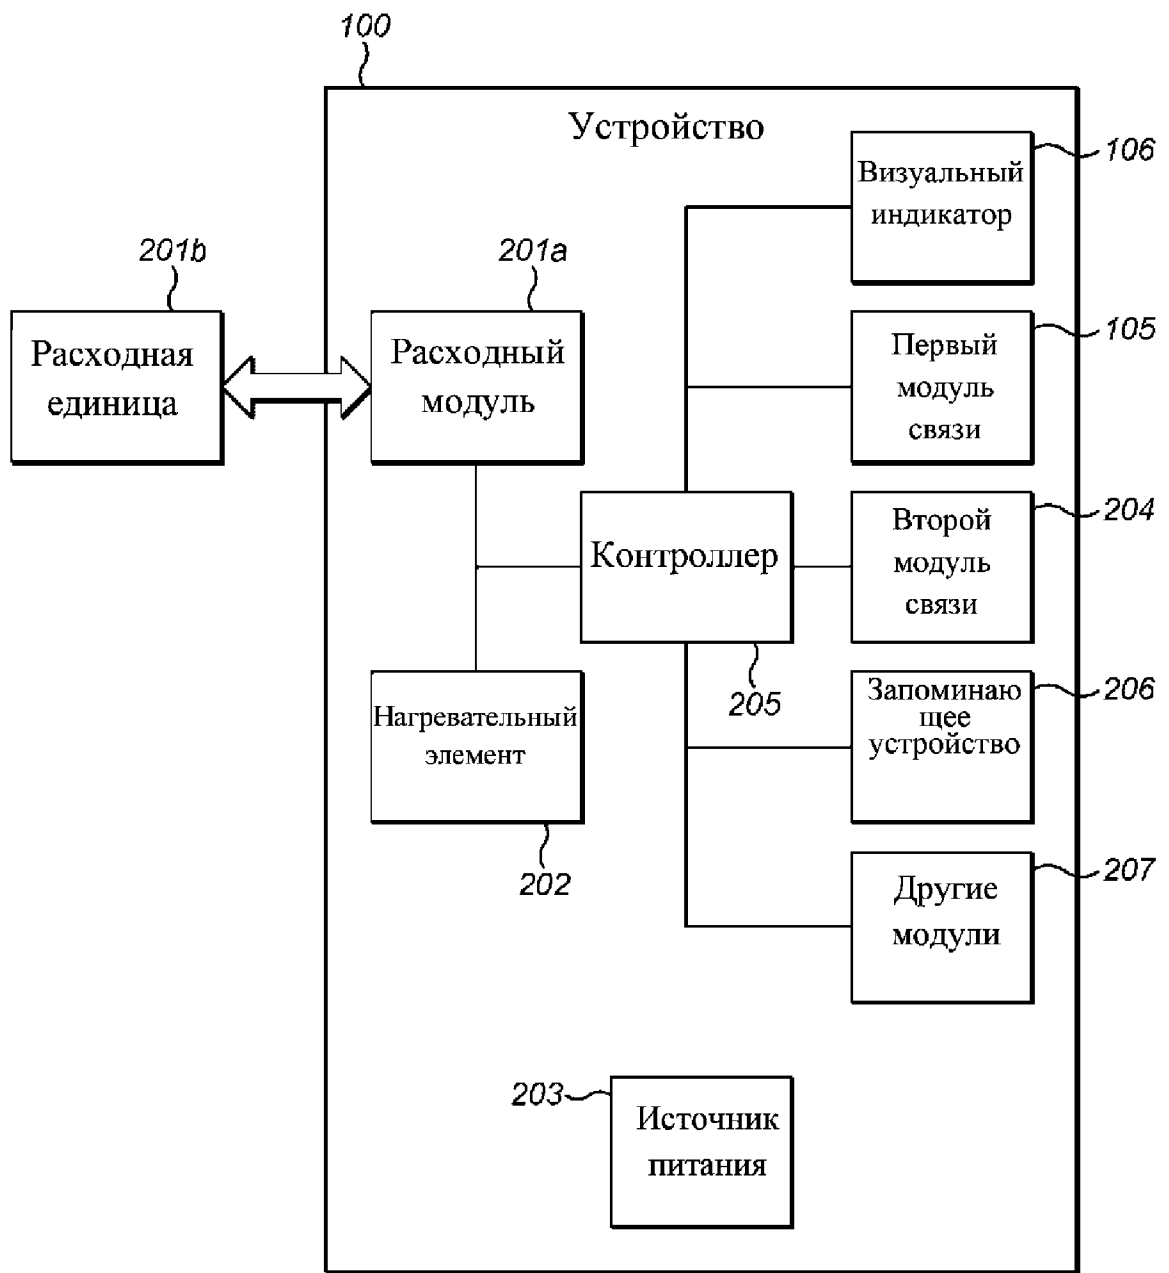 100
Устройство
106
Визуальный
индикатор
201b
201a
Расходная
единица
Расходный
модуль
105
Первый
модуль
связи
Контроллер
205
204
Второй
модуль
связи
Нагревательный
элемент
202
206
Запоминаю
щее
устройство
207
Другие
модули
203
Источник
питания